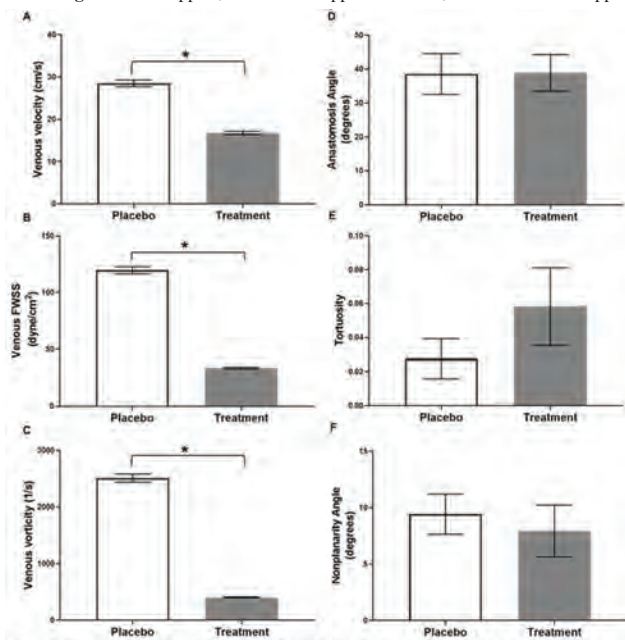 A
Venous velocity (cm/s)
40
30
20
10
0
*
Placebo
Treatment
B
Venous FWSS
(dyne/cm²)
150
100
50
0
*
Placebo
Treatment
C
Venous vorticity (1/s)
3000
2000
1000
0
*
Placebo
Treatment
D
Anastomosis Angle
(degrees)
50
40
30
20
10
0
Placebo
Treatment
E
Tortuosity
0.10
0.08
0.06
0.04
0.02
0.00
Placebo
Treatment
F
Nonplanarity Angle
(degrees)
15
10
5
0
Placebo
Treatment